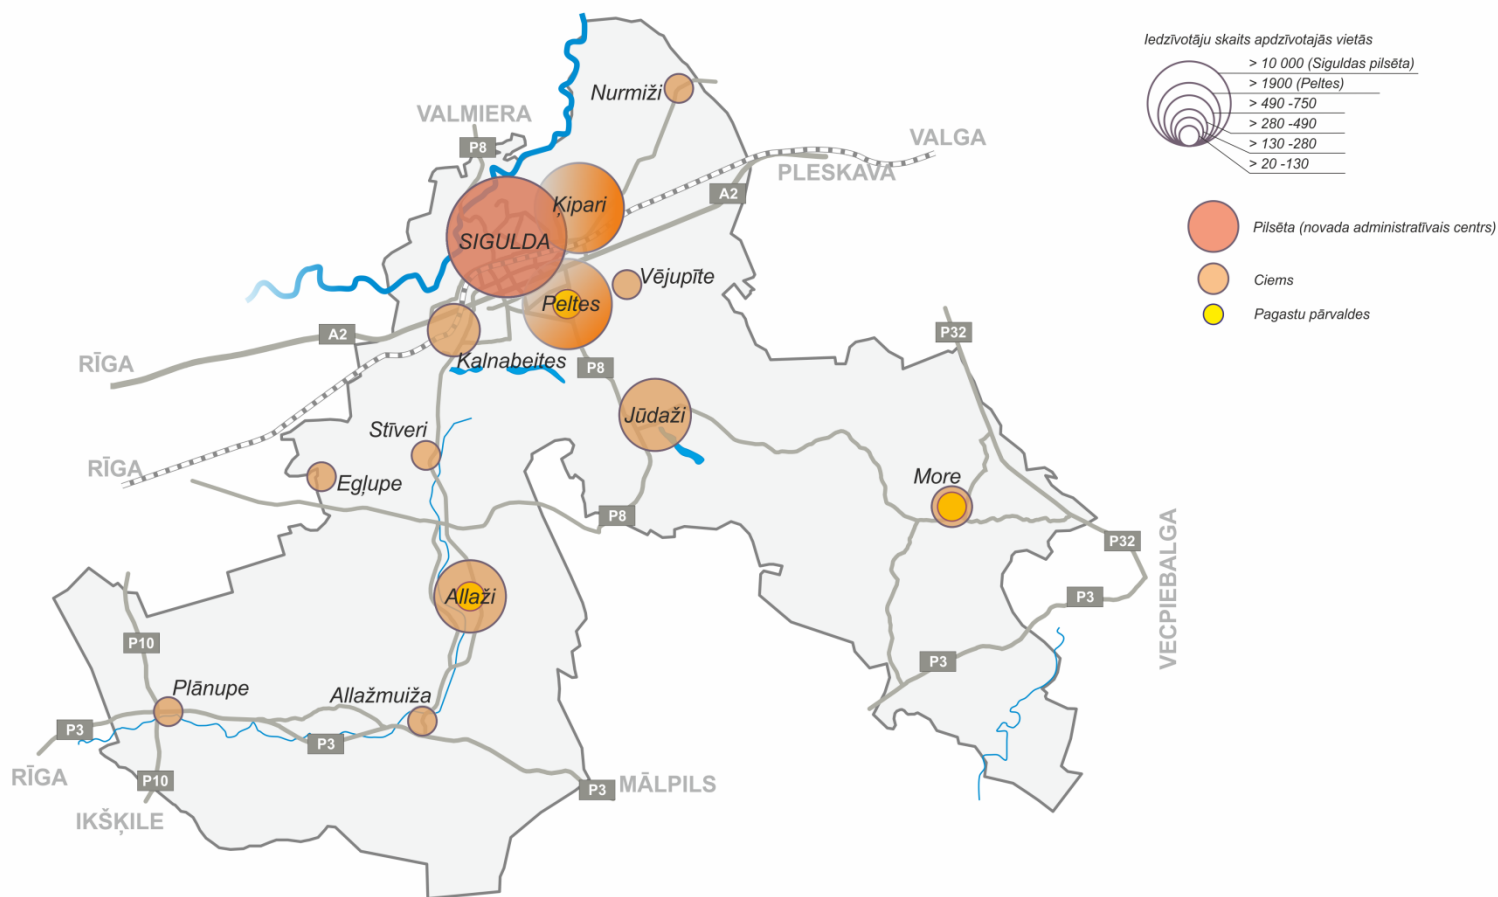 Iedzīvotāju skaits apdzīvotajās vietās
> 10 000 (Siguldas pilsēta)
> 1900 (Peltes)
> 490 -750
> 280 -490
> 130 -280
> 20 -130
Pilsēta (novada administratīvais centrs)
Ciems
Pagastu pārvaldes
Nurmiži
VALMIERA
P8
VALGA
PLESKAVA
A2
Ķipari
SIGULDA
Vējupīte
Peltes
A2
P32
RĪGA
Kalnabeites
P8
Jūdaži
Stīveri
RĪGA
Egļupe
More
P8
P32
VECPIEBALGA
Allaži
P3
P10
P3
Plānupe
Allažmuiža
P3
P3
RĪGA
P10
P3
MĀLPILS
IKŠĶILE